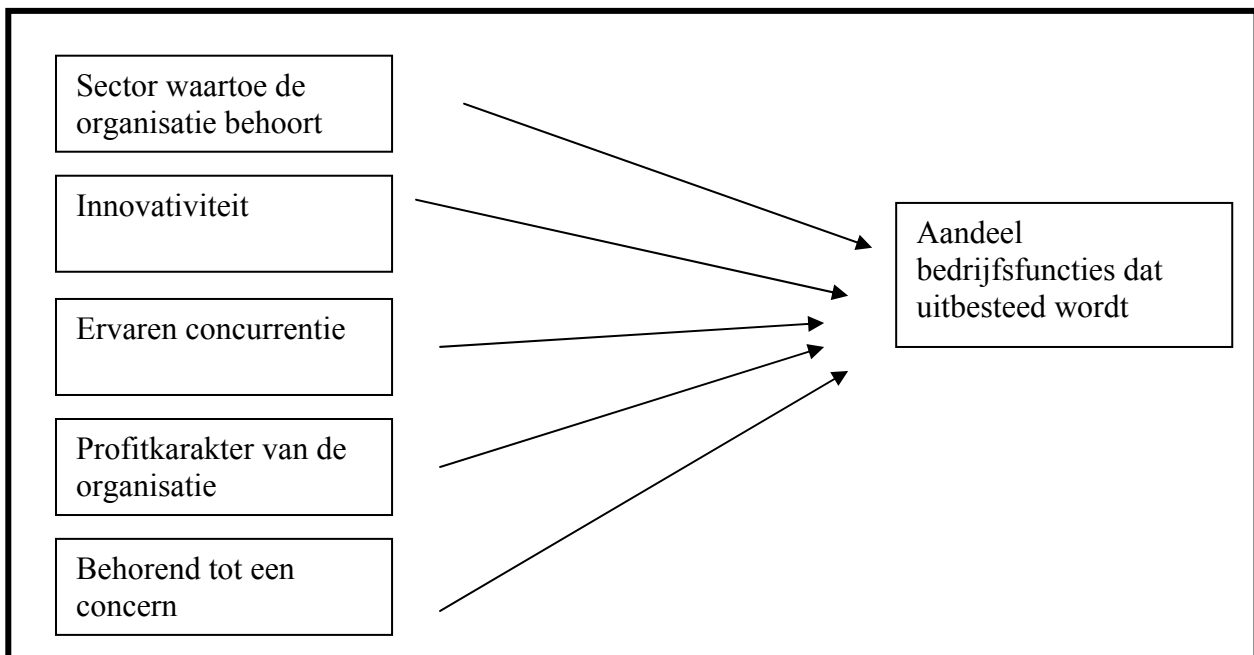 Sector waartoe de
organisatie behoort
Innovativiteit
Ervaren concurrentie
Profitkarakter van de
organisatie
Behorend tot een
concern
Aandeel
bedrijfsfuncties dat
uitbesteed wordt